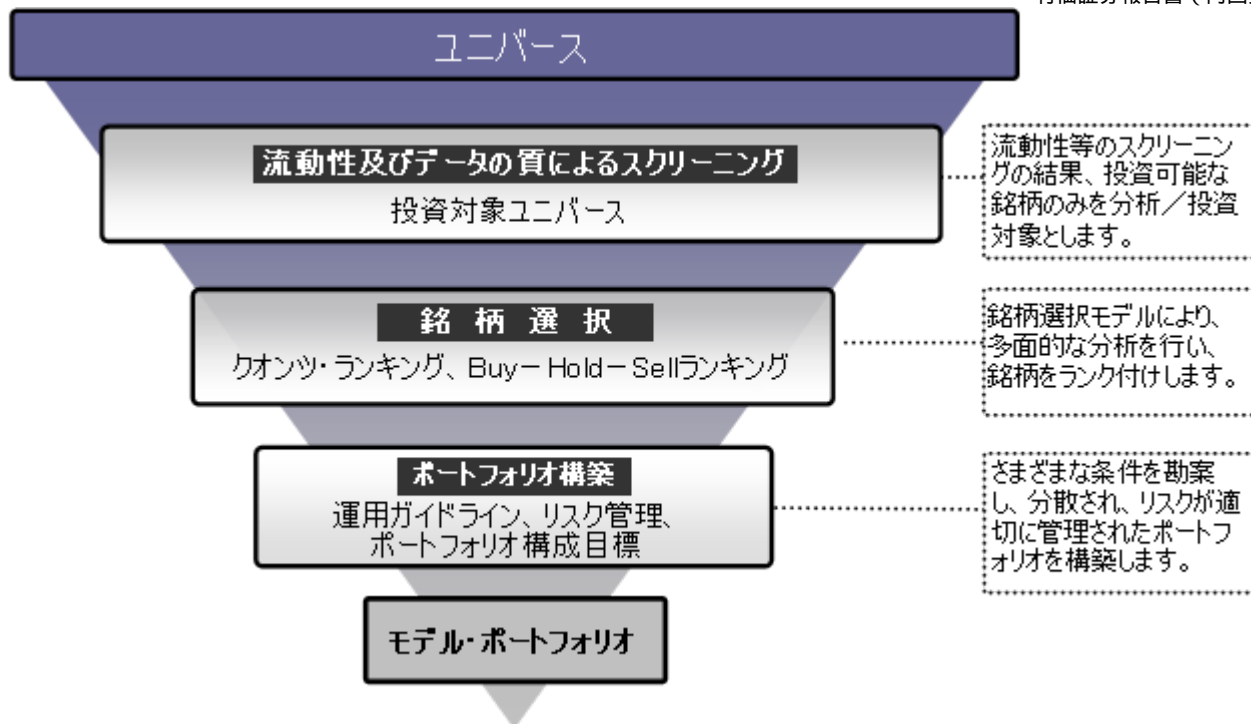 ユニバース
流動性及びデータの質によるスクリーニング
投資対象ユニバース
流動性等のスクリーニン
グの結果、投資可能な
銘柄のみを分析／投資
対象とします。
銘 柄 選 択
クオンツ・ランキング、Buy－Hold－Sellランキング
銘柄選択モデルにより、
多面的な分析を行い、
銘柄をランク付けします。
ポートフォリオ構築
運用ガイドライン、リスク管理、
ポートフォリオ構成目標
さまざまな条件を勘案
し、分散され、リスクが適
切に管理されたポートフ
ォリオを構築します。
モデル・ポートフォリオ